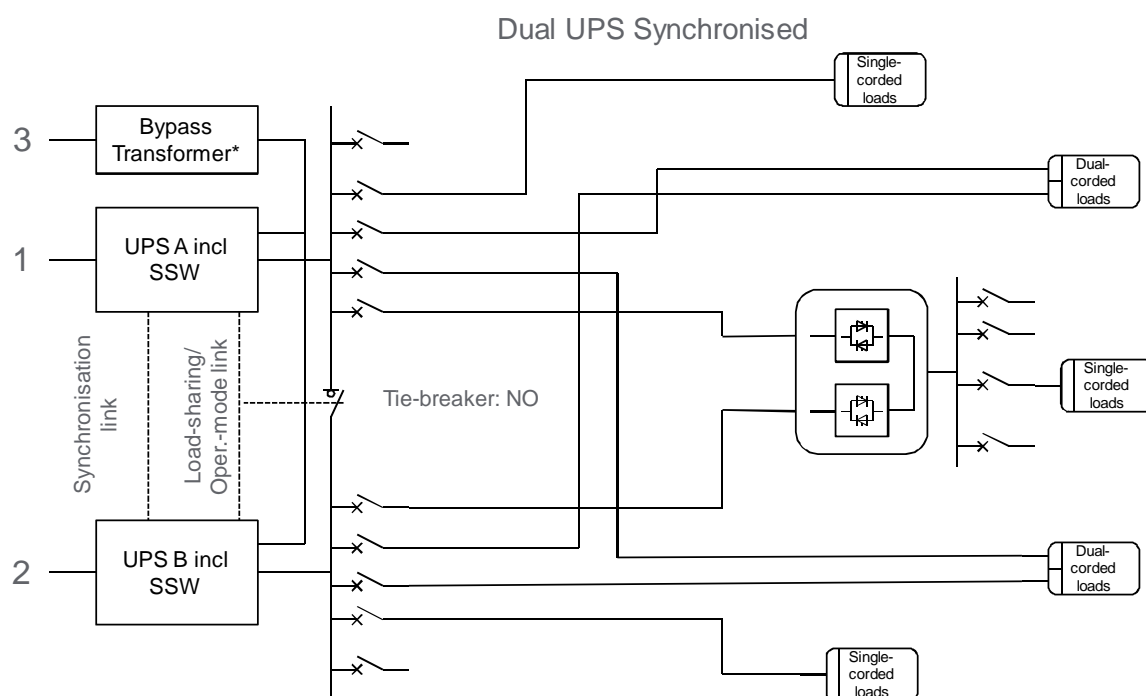 Dual UPS Synchronised
Single-
corded
loads
3
Bypass
Transformer*
Dual-
corded
loads
1
UPS A incl
SSW
Synchronisation
link
Load-sharing/
Oper.-mode link
Tie-breaker: NO
Single-
corded
loads
2
UPS B incl
SSW
Dual-
corded
loads
Single-
corded
loads